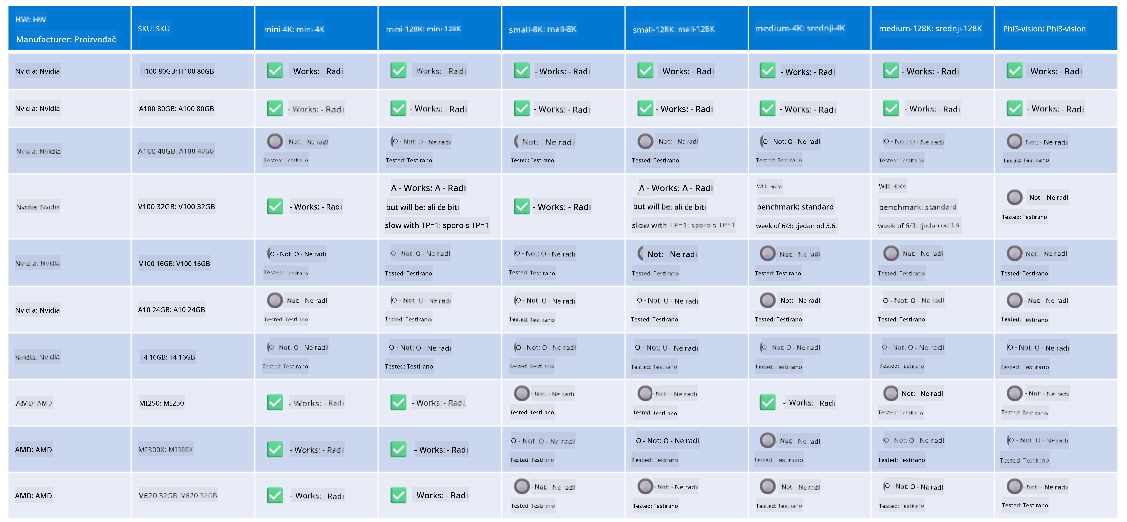 HW: HW
Manufacturer: Proizvođač
SKU: SKU
mini-4K: mini-4K
mini-128K: mini-128K
small-8K: mall-8K
small-128K: mall-128K
medium-4K: srednji-4K
medium-128K: srednji-128K
Phi3-vision: Phi3-vision
Nvidia: Nvidia
H100 80GB: H100 80GB
- Works: - Radi
- Works: - Radi
- Works: - Radi
- Works: - Radi
- Works: - Radi
- Works: - Radi
- Works: - Radi
Nvidia: Nvidia
A100 80GB: A100 80GB
- Works: - Radi
- Works: - Radi
- Works: - Radi
- Works: - Radi
- Works: - Radi
- Works: - Radi
- Works: - Radi
Nvidia: Nvidia
A100 40GB: A100 40GB
Not: Ne radi
Tested: Testirano
O - Not: O - Ne radi
Tested: Testirano
Not: Ne radi
Tested: Testirano
- Not: Ne radi
Tested: Testirano
O - Not: O - Ne radi
Tested: Testirano
O - Not: O - Ne radi
Tested: Testirano
- Not: - Ne radi
Tested: Testirano
Nvidia: Nvidia
V100 32GB: V100 32GB
- Works: - Radi
A - Works: A - Radi
but will be: ali će biti
slow with TP=1: sporo s TP=1
- Works: - Radi
A - Works: A - Radi
but will be: ali će biti
slow with TP=1: sporo s TP=1
Will
benchmark: standard
week of 6/3: tjedan od 3.6.
Will
benchmark: standard
week of 6/3: tjedan od 3.6.
Not: Ne radi
Tested: Testirano
Nvidia: Nvidia
V100 16GB: V100 16GB
O - Not: O - Ne radi
Tested: Testirano
O - Not: O - Ne radi
Tested: Testirano
O - Not: O - Ne radi
Tested: Testirano
Not: Ne radi
Tested: Testirano
Not: Ne radi
Tested: Testirano
Not: Ne radi
Tested: Testirano
Not: Ne radi
Tested: Testirano
Nvidia: Nvidia
A10 24GB: A10 24GB
Not: Ne radi
Tested: Testirano
O - Not: O - Ne radi
Tested: Testirano
O - Not: O - Ne radi
Tested: Testirano
O - Not: O - Ne radi
Tested: Testirano
Not: Ne radi
Tested: Testirano
O - Not: O - Ne radi
Tested: Testirano
Not: Ne radi
Tested: Testirano
Nvidia: Nvidia
T4 16GB: T4 16GB
O - Not: O - Ne radi
Tested: Testirano
O - Not: O - Ne radi
Tested: Testirano
O - Not: O - Ne radi
Tested: Testirano
O - Not: O - Ne radi
Tested: Testirano
O - Not: O - Ne radi
Tested: Testirano
O - Not: O - Ne radi
Tested: Testirano
O - Not: O - Ne radi
Tested: Testirano
AMD: AMD
MI250: MI250
- Works: - Radi
- Works: - Radi
- Not: - Ne radi
Tested: Testirano
- Not: Ne radi
Tested: Testirano
- Works: Radi
Not: Ne radi
Tested: Testirano
- Not: Ne radi
Tested: Testirano
AMD: AMD
MI300X: MI300X
- Works: - Radi
- Works: - Radi
O - Not: O - Ne radi
Tested: Testirano
O - Not: O - Ne radi
Tested: Testirano
Not: Ne radi
Tested: Testirano
O - Not: O - Ne radi
Tested: Testirano
O - Not: O - Ne radi
Tested: Testirano
AMD: AMD
V620 32GB: V620 32GB
- Works: - Radi
- Works: - Radi
Not: Ne radi
Tested: Testirano
- Not: Ne radi
Tested: Testirano
Not: Ne radi
Tested: Testirano
O - Not: O - Ne radi
Tested: Testirano
- Not: Ne radi
Tested: Testirano